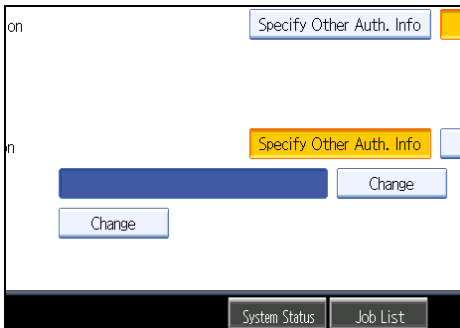 on Specify Other Auth. Info
n Specify Other Auth. Info
Change
Change
System Status Job List